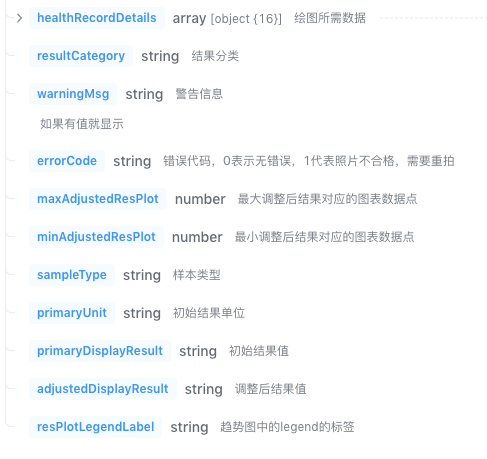 healthRecordDetails array [object {16}] 绘图所需数据
resultCategory string 结果分类
warningMsg string 警告信息
如果有值就显示
errorCode string 错误代码，0表示无错误，1代表照片不合格，需要重拍
maxAdjustedResPlot number 最大调整后结果对应的图表数据点
minAdjustedResPlot number 最小调整后结果对应的图表数据点
sampleType string 样本类型
primaryUnit string 初始结果单位
primaryDisplayResult string 初始结果值
adjustedDisplayResult string 调整后结果值
resPlotLegendLabel string 趋势图中的legend的标签